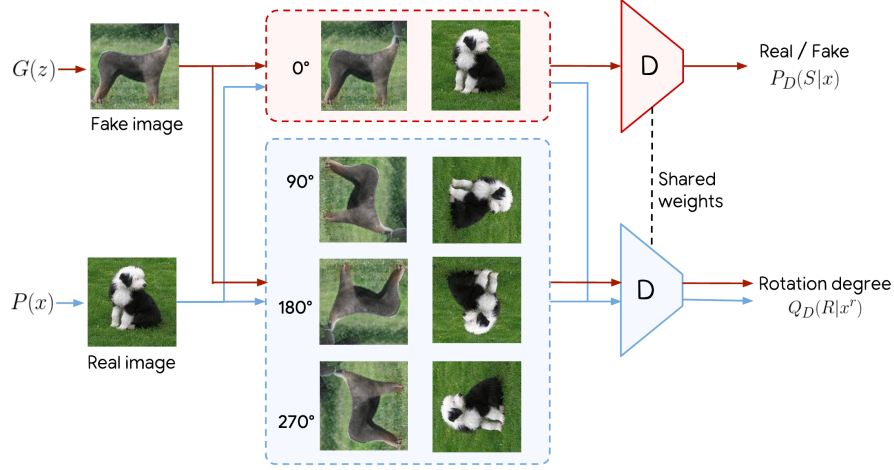 G(z)
Fake image
0°
D
Real / Fake
P_D(S|x)
90°
180°
270°
Shared
weights
P(x)
Real image
D
Rotation degree
Q_D(R|x^r)